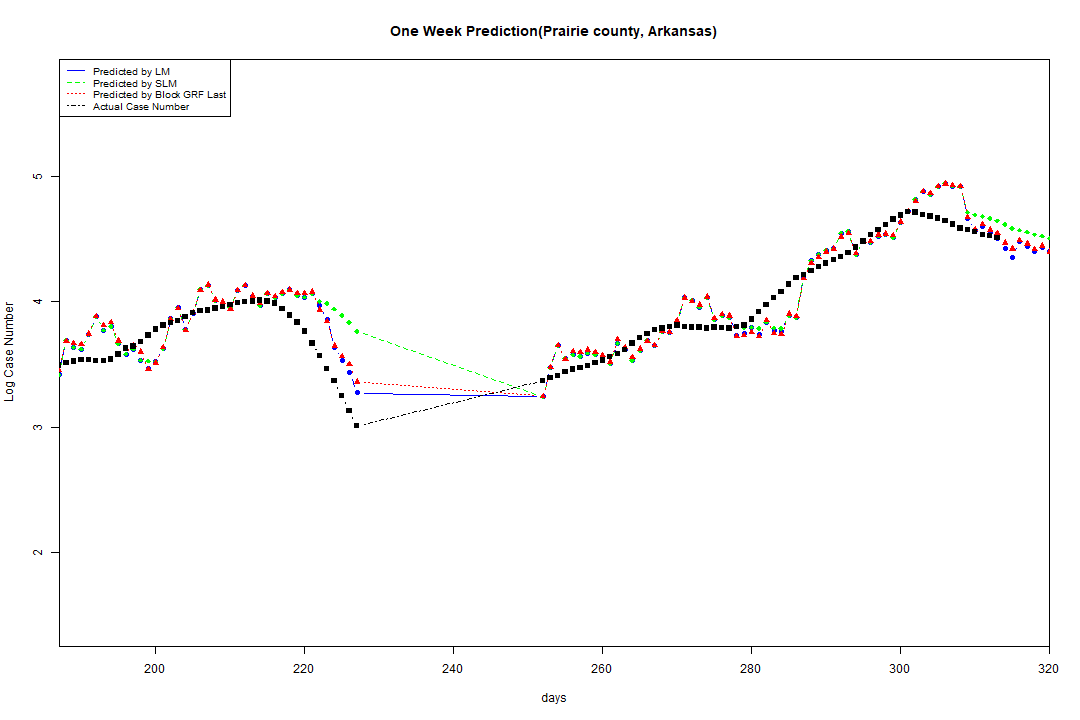 One Week Prediction(Prairie county, Arkansas)
Predicted by LM
Predicted by SLM
Predicted by Block GRF Last
Actual Case Number
5
4
3
2
Log Case Number
200
220
240
260
280
300
320
days